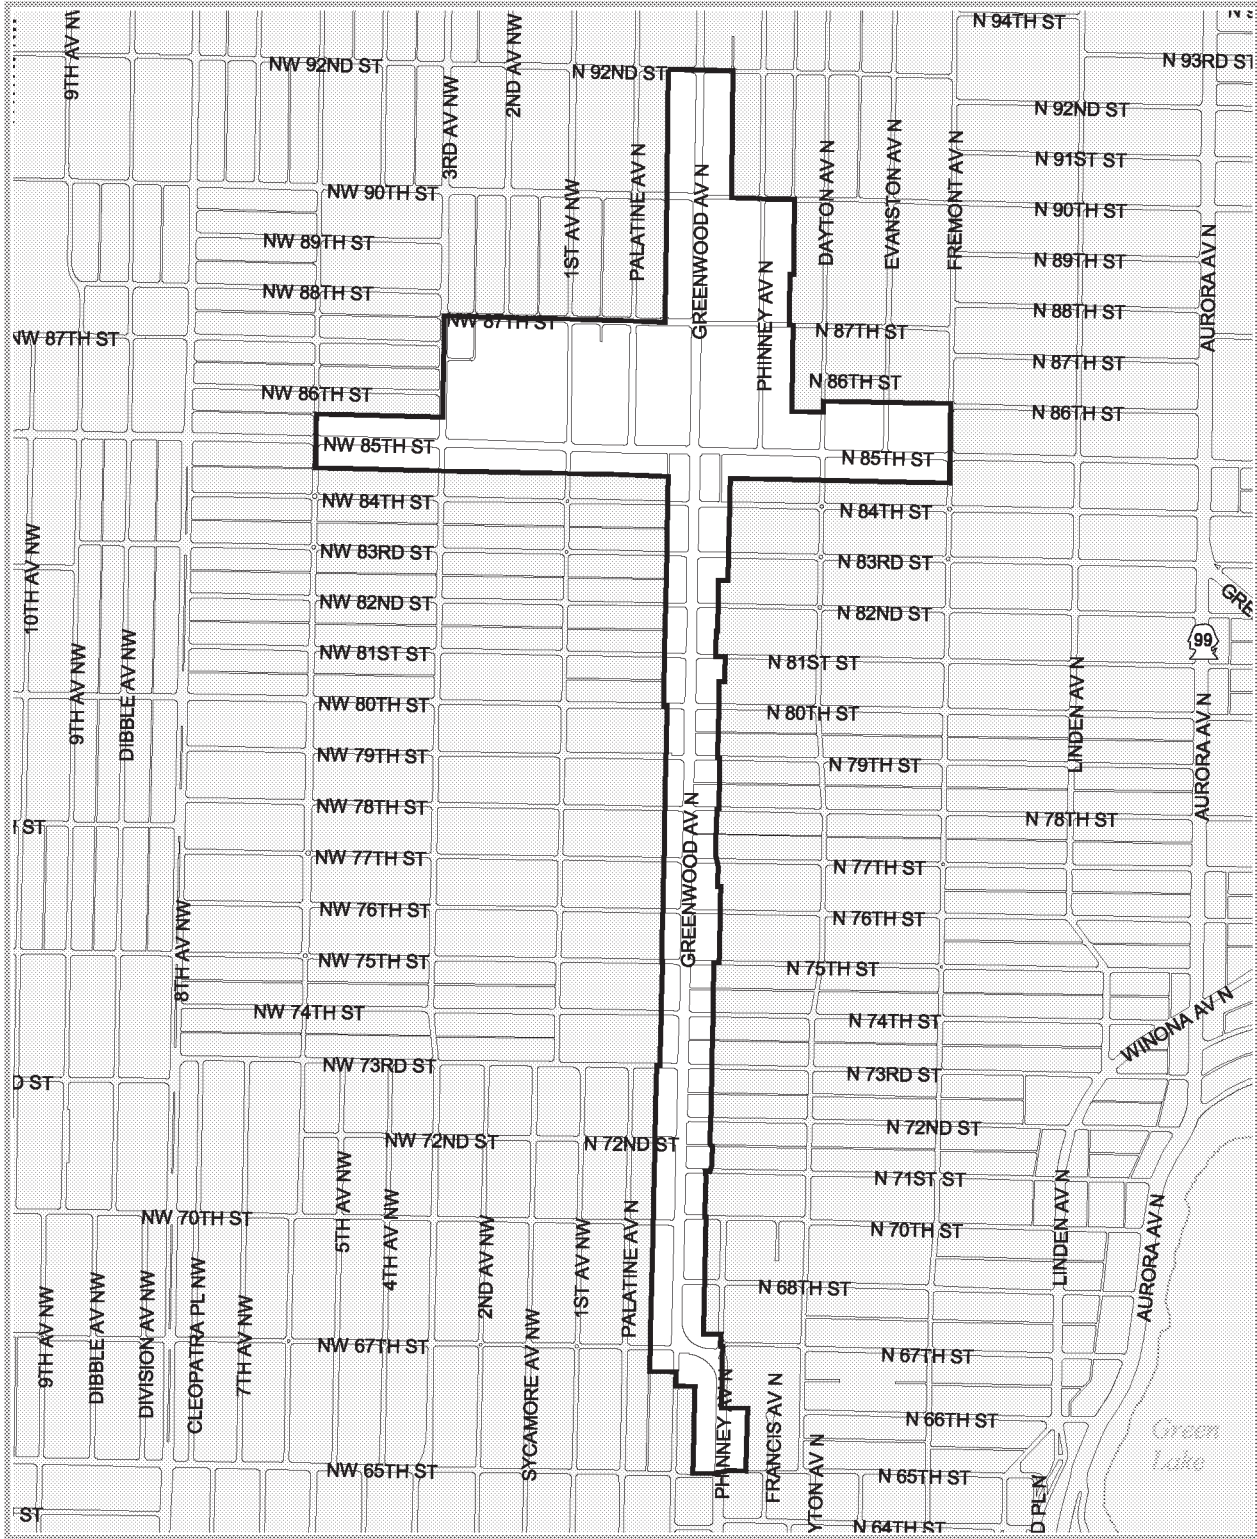 N 94TH ST
9TH AV NW
NW 92ND ST
2ND AV NW
N 92ND ST
N 93RD ST
3RD AV NW
N 92ND ST
NW 90TH ST
1ST AV NW
PALATINE AV N
GREENWOOD AV N
DAYTON AV N
EVANSTON AV N
FREMONT AV N
N 91ST ST
N 90TH ST
NW 89TH ST
N 89TH ST
AURORA AV N
NW 88TH ST
PHINNEY AV N
N 88TH ST
NW 87TH ST
NW 87TH ST
N 87TH ST
N 87TH ST
NW 86TH ST
N 86TH ST
N 86TH ST
NW 85TH ST
N 85TH ST
NW 84TH ST
N 84TH ST
10TH AV NW
NW 83RD ST
N 83RD ST
NW 82ND ST
N 82ND ST
GRE
99
9TH AV NW
DIBBLE AV NW
NW 81ST ST
N 81ST ST
LINDEN AV N
NW 80TH ST
N 80TH ST
AURORA AV N
NW 79TH ST
N 79TH ST
NW 78TH ST
N 78TH ST
ST
GREENWOOD AV N
NW 77TH ST
N 77TH ST
8TH AV NW
NW 76TH ST
N 76TH ST
NW 75TH ST
N 75TH ST
NW 74TH ST
N 74TH ST
WINONA AV N
NW 73RD ST
N 73RD ST
D ST
NW 72ND ST
N 72ND ST
N 72ND ST
5TH AV NW
4TH AV NW
N 71ST ST
LINDEN AV N
AURORA AV N
NW 70TH ST
2ND AV NW
1ST AV NW
PALATINE AV N
N 70TH ST
N 68TH ST
9TH AV NW
DIBBLE AV NW
DIVISION AV NW
CLEOPATRA PL NW
7TH AV NW
NW 67TH ST
SYCAMORE AV NW
N 67TH ST
PHINNEY AV N
FRANCIS AV N
N 66TH ST
Green
Lake
NW 65TH ST
YTON AV N
N 65TH ST
D PL N
ST
N 64TH ST